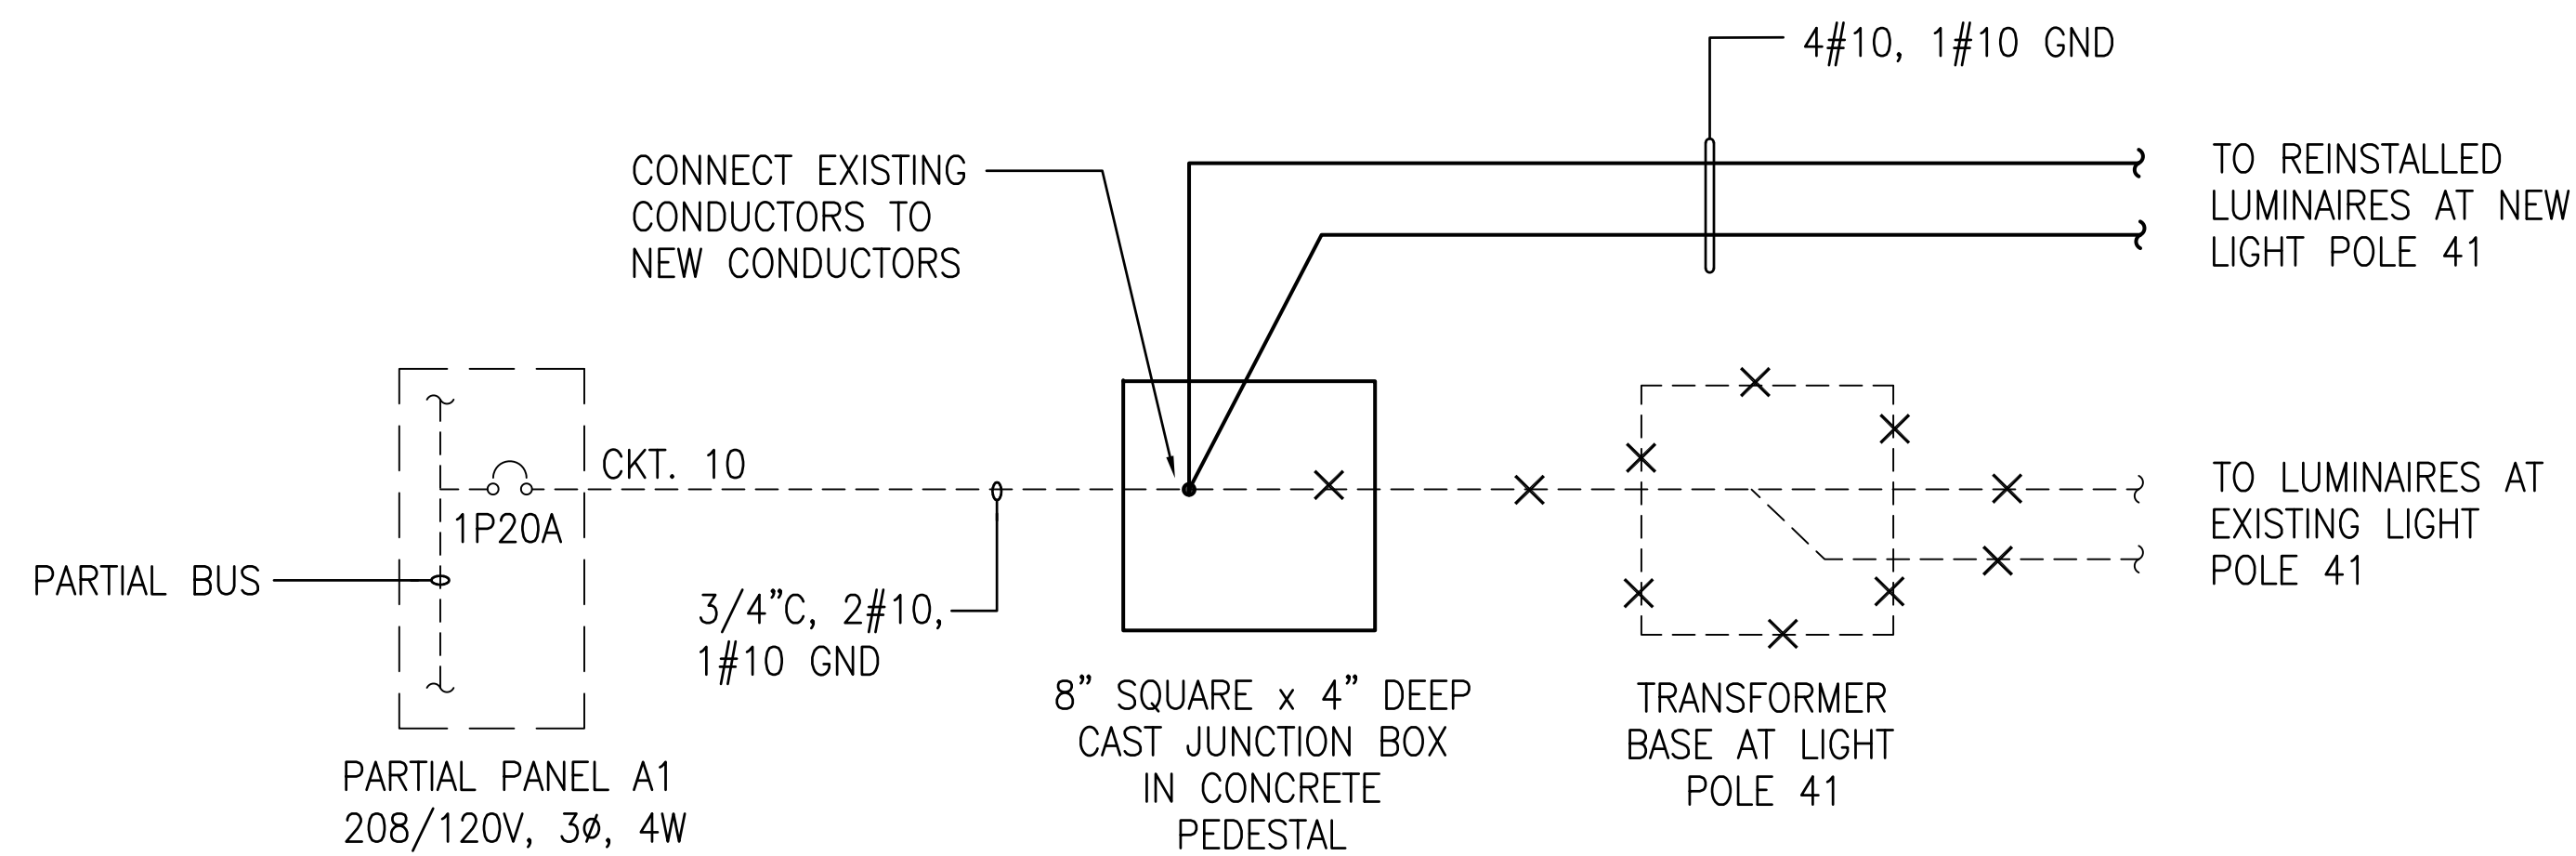 4#10, 1#10 GND
CONNECT EXISTING
CONDUCTORS TO
NEW CONDUCTORS
TO REINSTALLED
LUMINAIRES AT NEW
LIGHT POLE 41
CKT. 10
1P20A
PARTIAL BUS
3/4"C, 2#10,
1#10 GND
TO LUMINAIRES AT
EXISTING LIGHT
POLE 41
PARTIAL PANEL A1
208/120V, 3ø, 4W
8" SQUARE x 4" DEEP
CAST JUNCTION BOX
IN CONCRETE
PEDESTAL
TRANSFORMER
BASE AT LIGHT
POLE 41